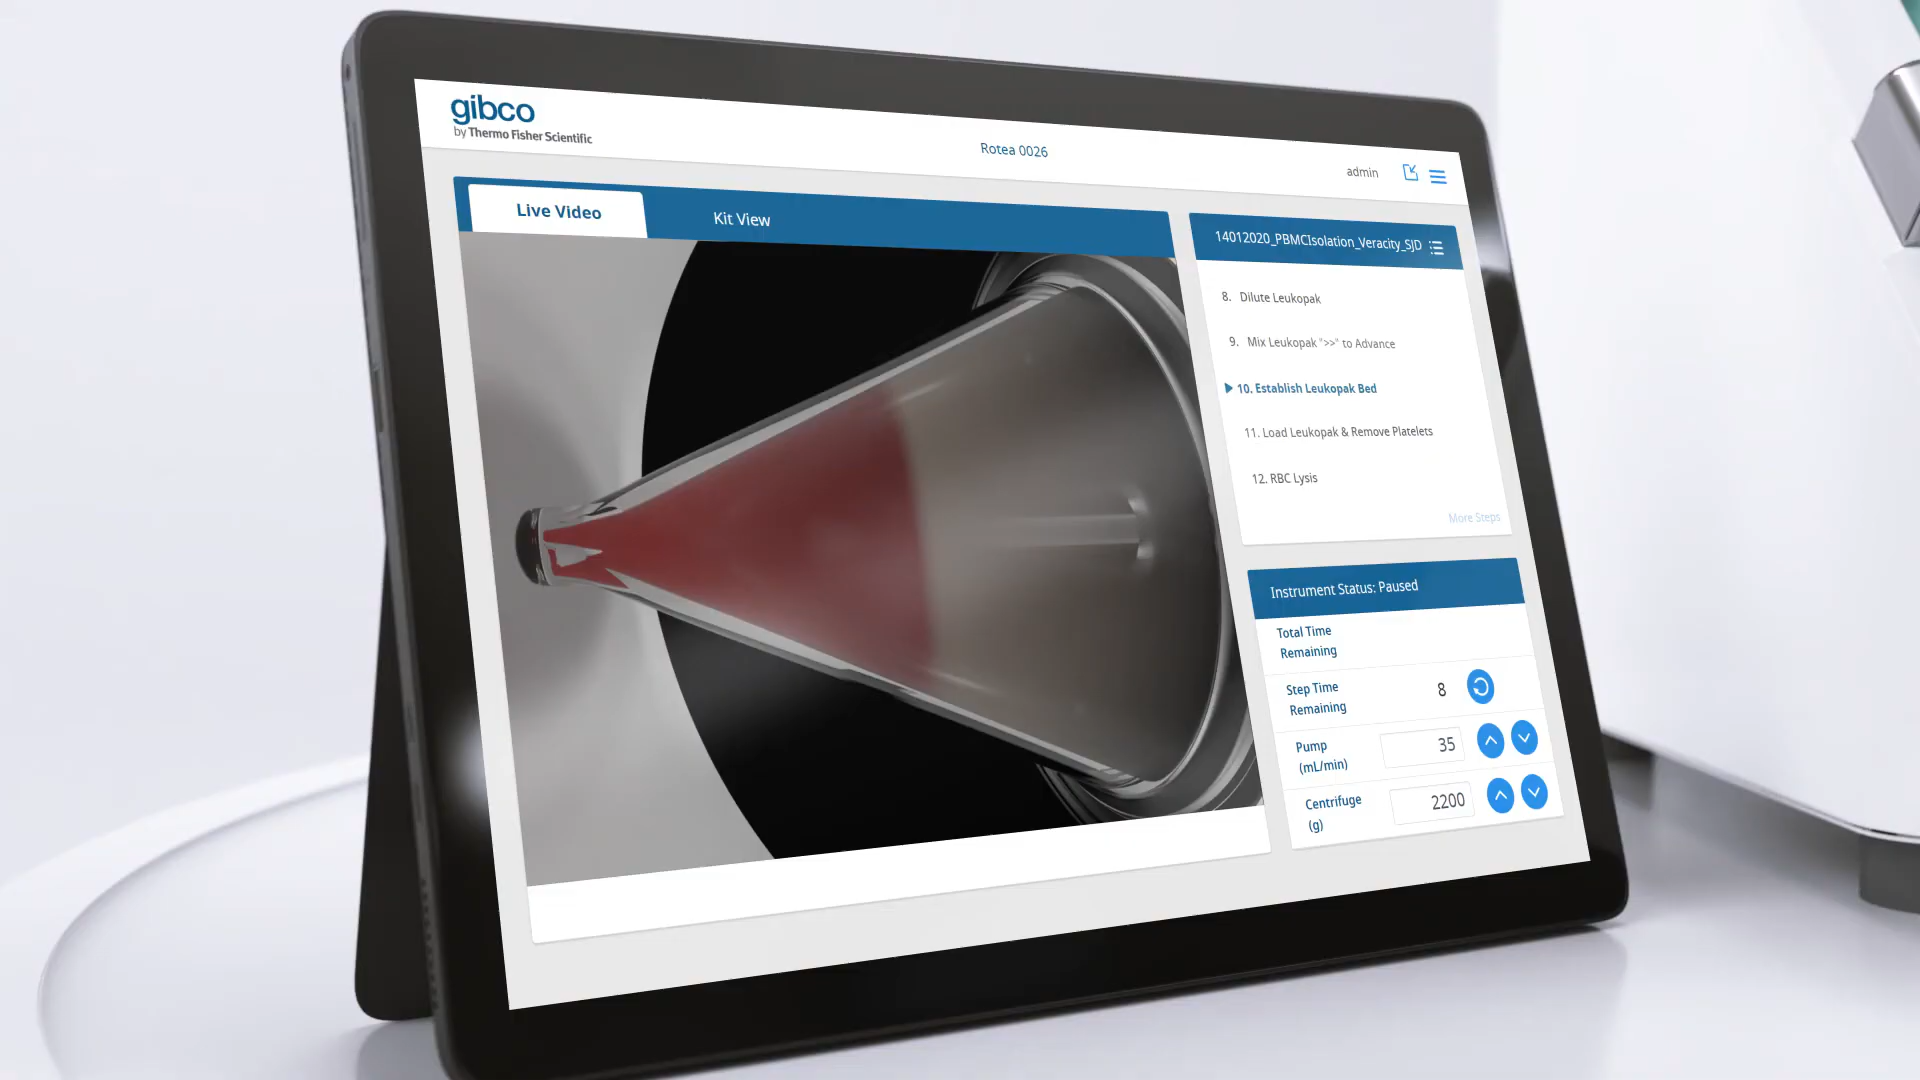 gibco
by Thermo Fisher Scientific
Rotea 0026
admin
Live Video
Kit View
14012020_PBMCIsolation_Veracity_SJD
8. Dilute Leukopak
9. Mix Leukopak ">>" to Advance
10. Establish Leukopak Bed
11. Load Leukopak & Remove Platelets
12. RBC Lysis
More Steps
Instrument Status: Paused
Total Time
Remaining
Step Time
Remaining
8
Pump
(mL/min)
35
Centrifuge
(g)
2200